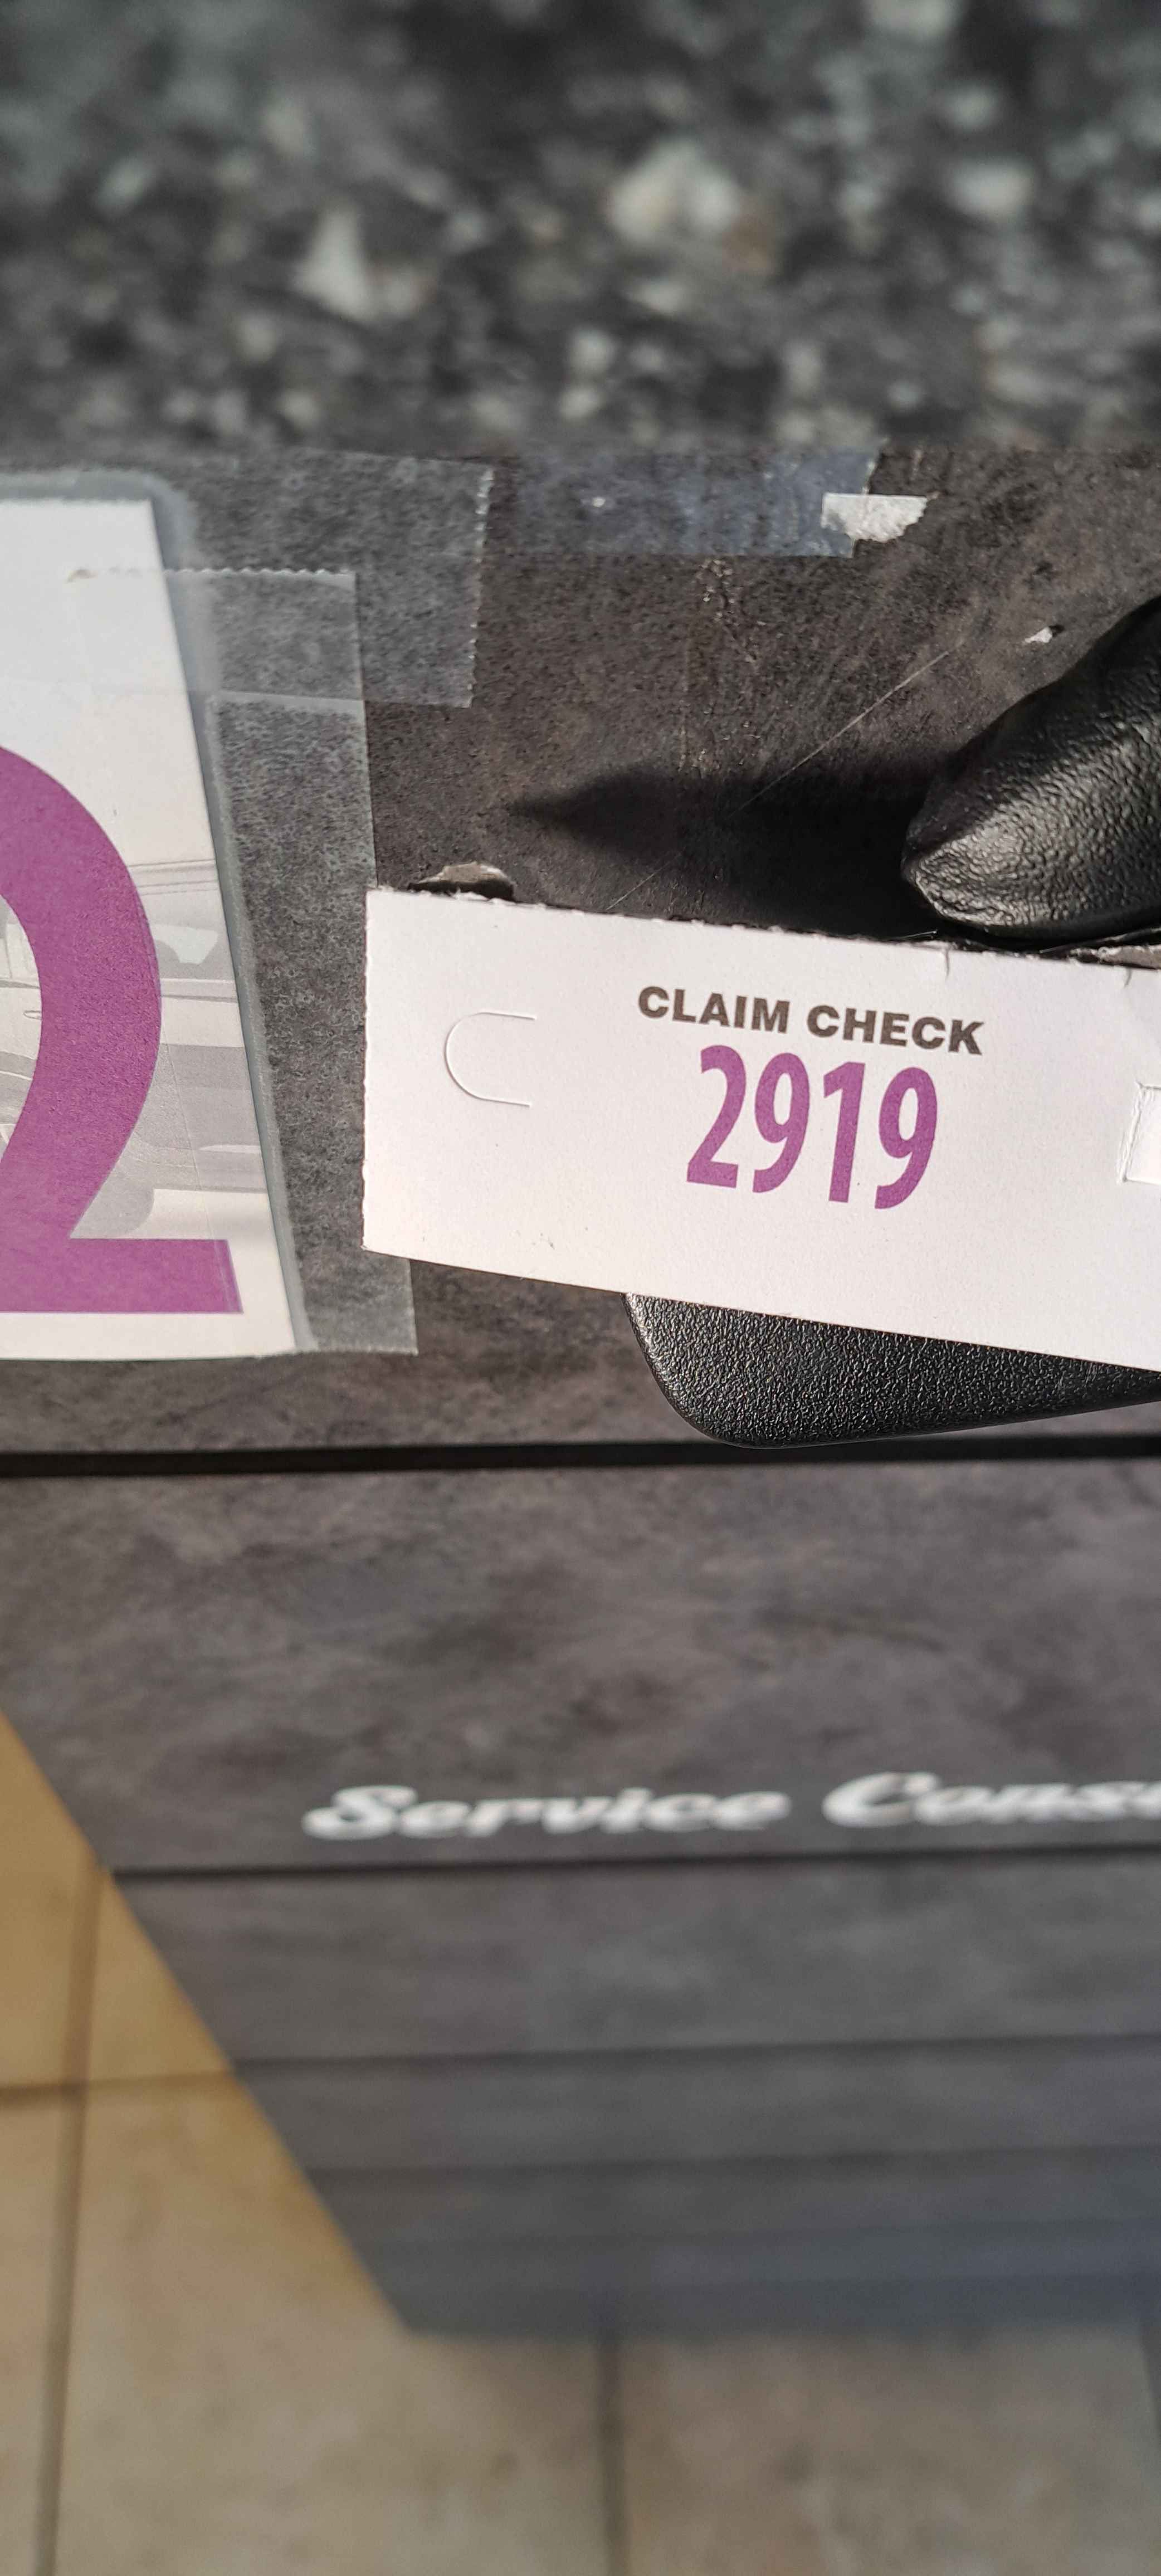 2
CLAIM CHECK
2919
Service